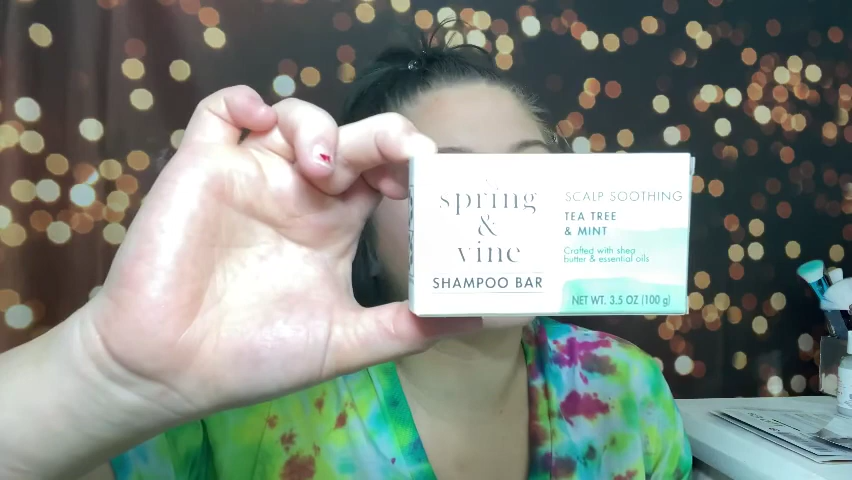 spring
&
vine
SHAMPOO BAR
SCALP SOOTHING
TEA TREE
& MINT
Crafted with shea
butter & essential oils
NET WT. 3.5 OZ (100 g)